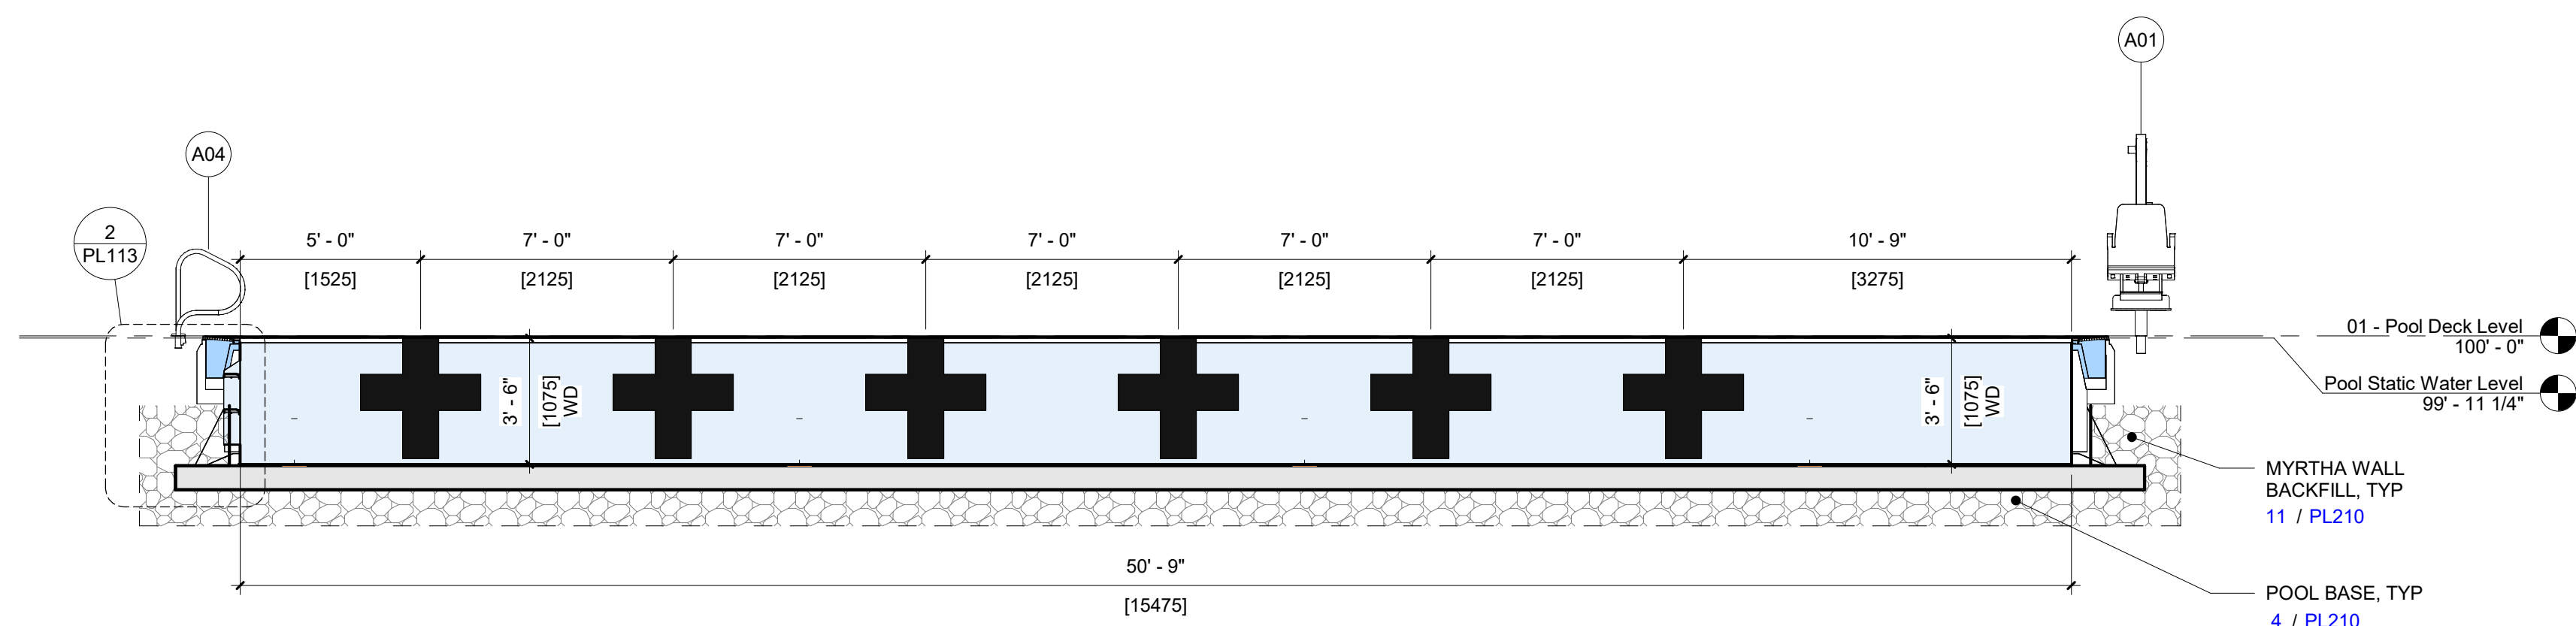 A01
A04
2
PL113
5' - 0" 7' - 0" 7' - 0" 7' - 0" 7' - 0" 7' - 0" 10' - 9"
[1525] [2125] [2125] [2125] [2125] [2125] [3275]
01 - Pool Deck Level
100' - 0"
Pool Static Water Level
99' - 11 1/4"
3' - 6"
[1075]
WD
3' - 6"
[1075]
WD
MYRTHA WALL
BACKFILL, TYP
11 / PL210
50' - 9"
[15475]
POOL BASE, TYP
4 / PL210